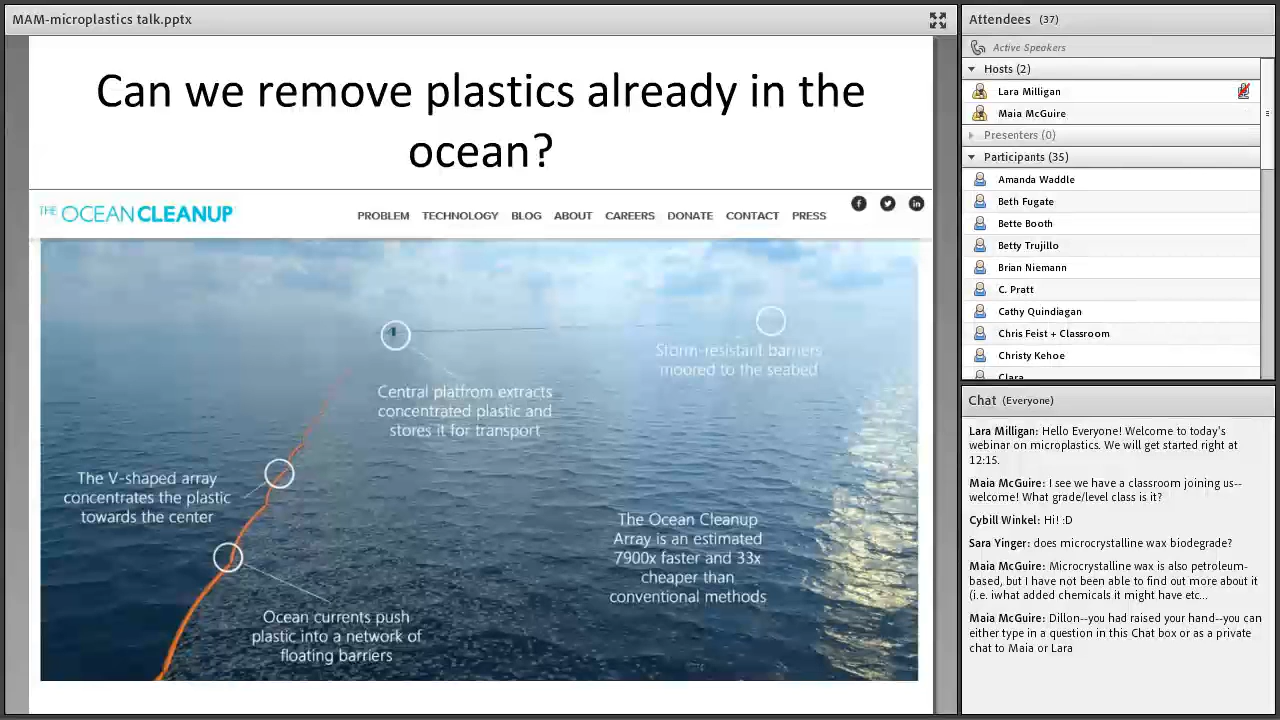 MAM-microplastics talk.pptx
Can we remove plastics already in the
ocean?
THE OCEANCLEANUP
PROBLEM TECHNOLOGY BLOG ABOUT CAREERS DONATE CONTACT PRESS
Storm-resistant barriers
moored to the seabed
Central platfrom extracts
concentrated plastic and
stores it for transport
The V-shaped array
concentrates the plastic
towards the center
The Ocean Cleanup
Array is an estimated
7900x faster and 33x
cheaper than
conventional methods
Ocean currents push
plastic into a network of
floating barriers
Attendees (37)
Active Speakers
Hosts (2)
Lara Milligan
Maia McGuire
Presenters (0)
Participants (35)
Amanda Waddle
Beth Fugate
Bette Booth
Betty Trujillo
Brian Niemann
C. Pratt
Cathy Quindiagan
Chris Feist + Classroom
Christy Kehoe
Clara
Chat (Everyone)
Lara Milligan: Hello Everyone! Welcome to today's
webinar on microplastics. We will get started right at
12:15.
Maia McGuire: I see we have a classroom joining us--
welcome! What grade/level class is it?
Cybill Winkel: Hi! :D
Sara Yinger: does microcrystalline wax biodegrade?
Maia McGuire: Microcrystalline wax is also petroleum-
based, but I have not been able to find out more about it
(i.e. iwhat added chemicals it might have etc...
Maia McGuire: Dillon--you had raised your hand--you can
either type in a question in this Chat box or as a private
chat to Maia or Lara